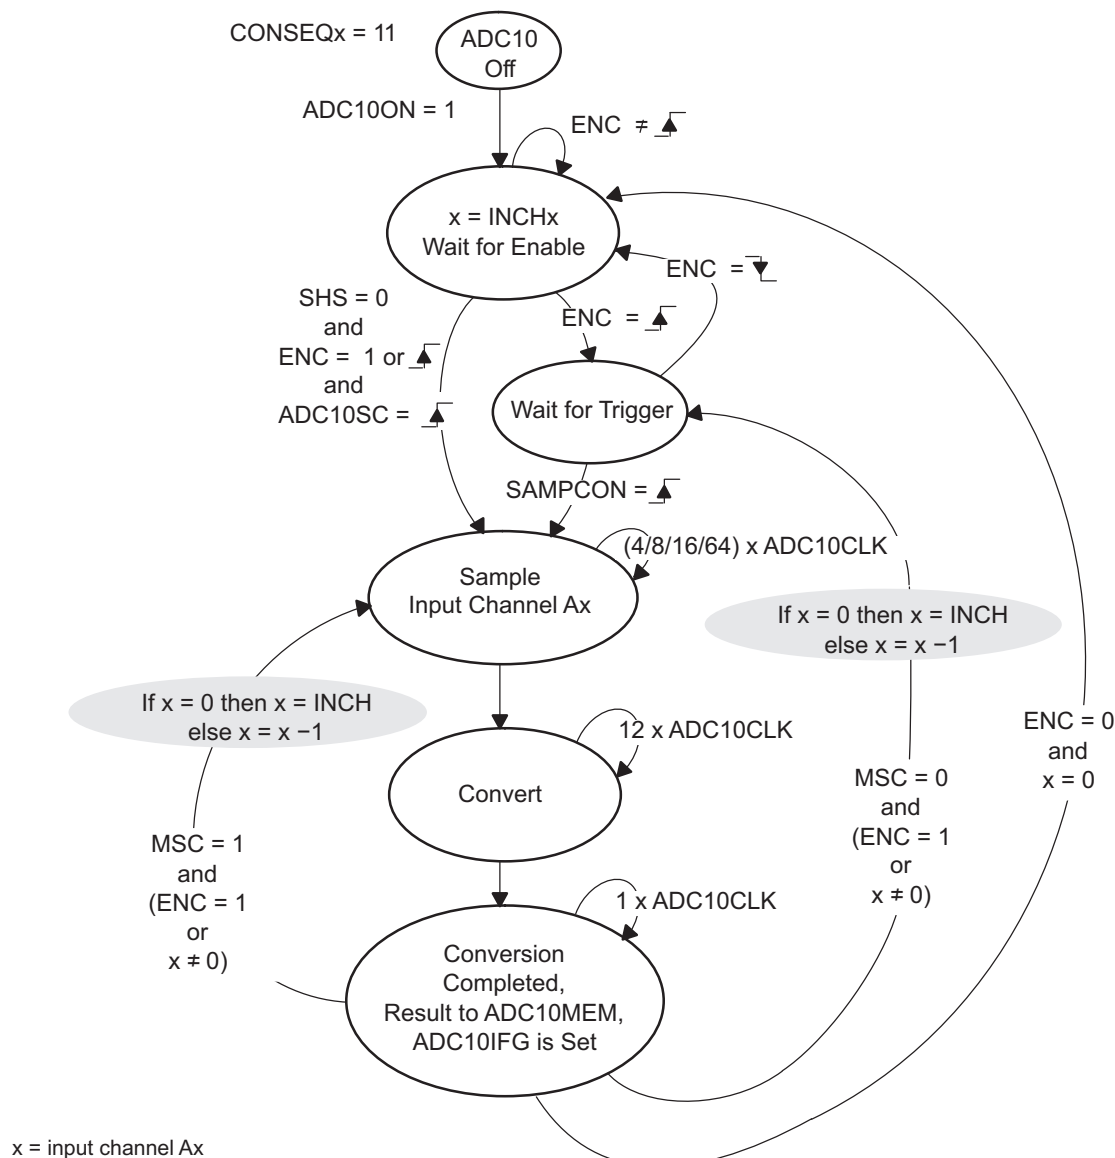 CONSEQx = 11
ADC10
Off
ADC10ON = 1
ENC ≠
x = INCHx
Wait for Enable
ENC =
SHS = 0
and
ENC = 1 or
and
ADC10SC =
ENC =
Wait for Trigger
SAMPCON =
(4/8/16/64) x ADC10CLK
Sample
Input Channel Ax
If x = 0 then x = INCH
else x = x −1
If x = 0 then x = INCH
else x = x −1
12 x ADC10CLK
Convert
ENC = 0
and
x = 0
MSC = 0
and
(ENC = 1
or
x ≠ 0)
MSC = 1
and
(ENC = 1
or
x ≠ 0)
1 x ADC10CLK
Conversion
Completed,
Result to ADC10MEM,
ADC10IFG is Set
x = input channel Ax